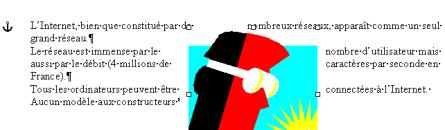 L'Internet, bien que constitué par de nombreux réseaux, apparaît comme un seul
grand réseau.¶
Le réseau est immense par le nombre d'utilisateur mais
aussi par le débit (4 millions de caractères par seconde en
France).¶
Tous les ordinateurs peuvent être connectées à l'Internet.
Aucun modèle aux constructeurs